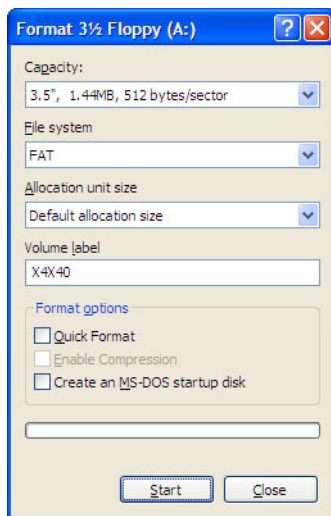 Format 3½ Floppy (A:)
Capacity:
3.5", 1.44MB, 512 bytes/sector
File system
FAT
Allocation unit size
Default allocation size
Volume label
X4X40
Format options
Quick Format
Enable Compression
Create an MS-DOS startup disk
Start Close